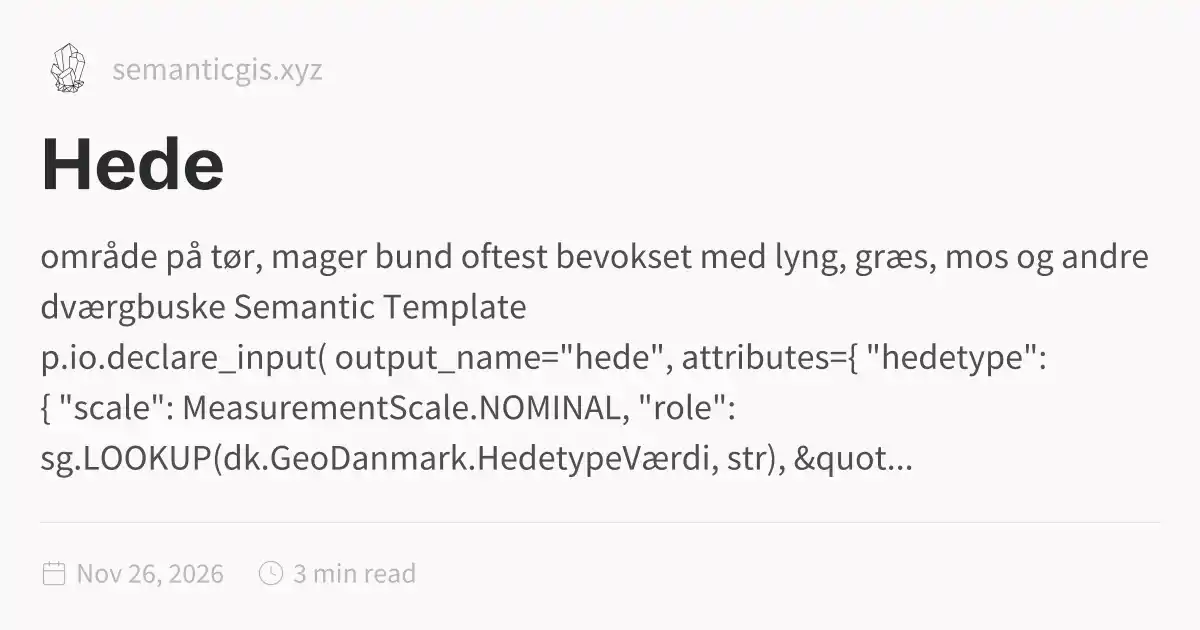 semanticgis.xyz
Hede
område på tør, mager bund oftest bevokset med lyng, græs, mos og andre
dværgbuske Semantic Template
p.io.declare_input( output_name="hede", attributes={ "hedetype":
{ "scale": MeasurementScale.NOMINAL, "role":
sg.LOOKUP(dk.GeoDanmark.HedetypeVærdi, str), &quot...
Nov 26, 2026 3 min read